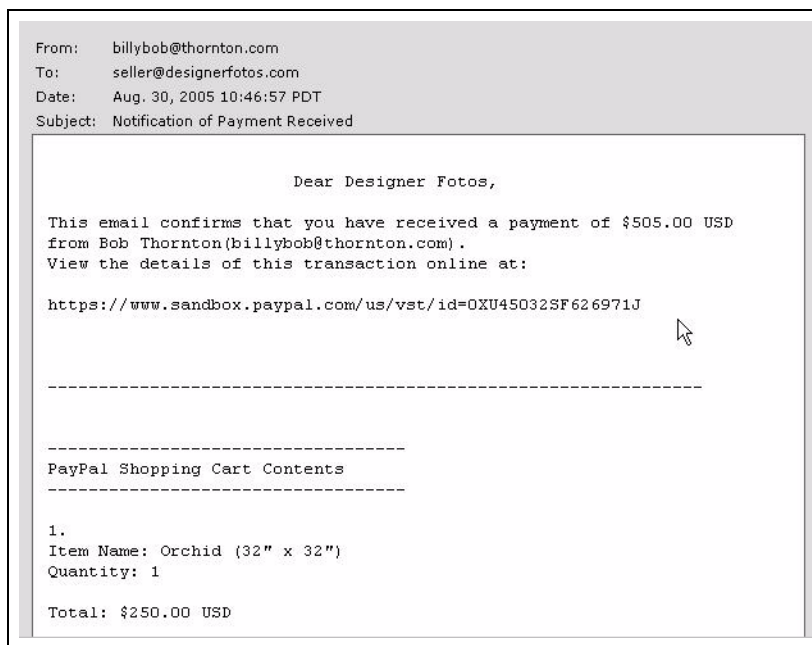 From: billybob@thornton.com
To: seller@designerfotos.com
Date: Aug. 30, 2005 10:46:57 PDT
Subject: Notification of Payment Received
Dear Designer Fotos,
This email confirms that you have received a payment of $505.00 USD
from Bob Thornton(billybob@thornton.com).
View the details of this transaction online at:
https://www.sandbox.paypal.com/us/vst/id=0XU45032SF626971J
----------------------------------------------------------------
-----------------------------------
PayPal Shopping Cart Contents
-----------------------------------
1.
Item Name: Orchid (32" x 32")
Quantity: 1
Total: $250.00 USD